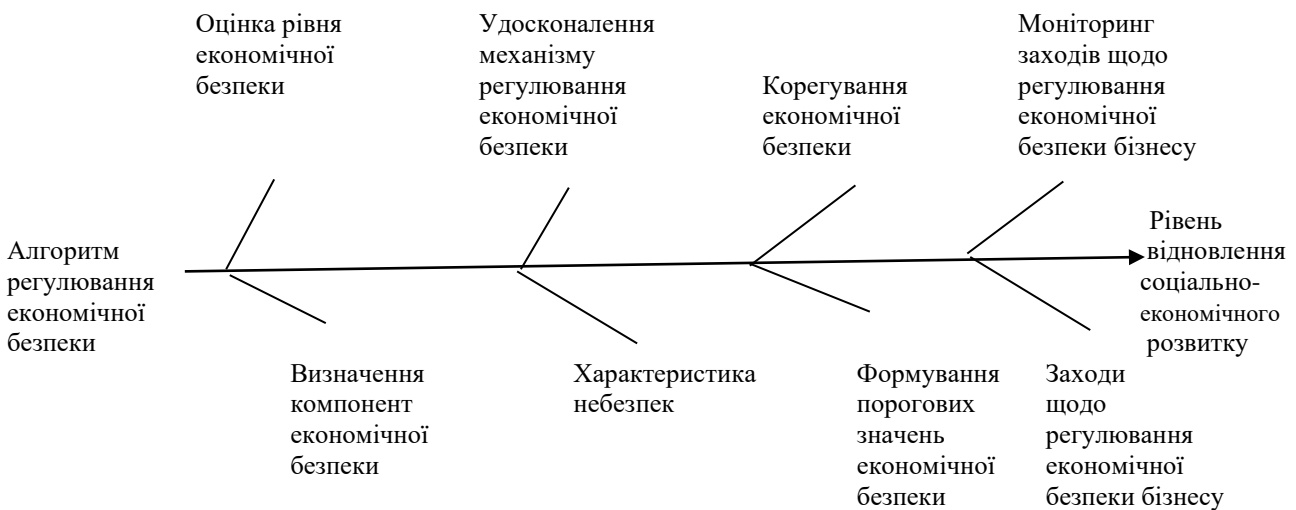 Оцінка рівня
економічної
безпеки
Удосконалення
механізму
регулювання
економічної
безпеки
Корегування
економічної
безпеки
Моніторинг
заходів щодо
регулювання
економічної
безпеки бізнесу
Алгоритм
регулювання
економічної
безпеки
Рівень
відновлення
соціально-
економічного
розвитку
Визначення
компонент
економічної
безпеки
Характеристика
небезпек
Формування
порогових
значень
економічної
безпеки
Заходи
щодо
регулювання
економічної
безпеки бізнесу